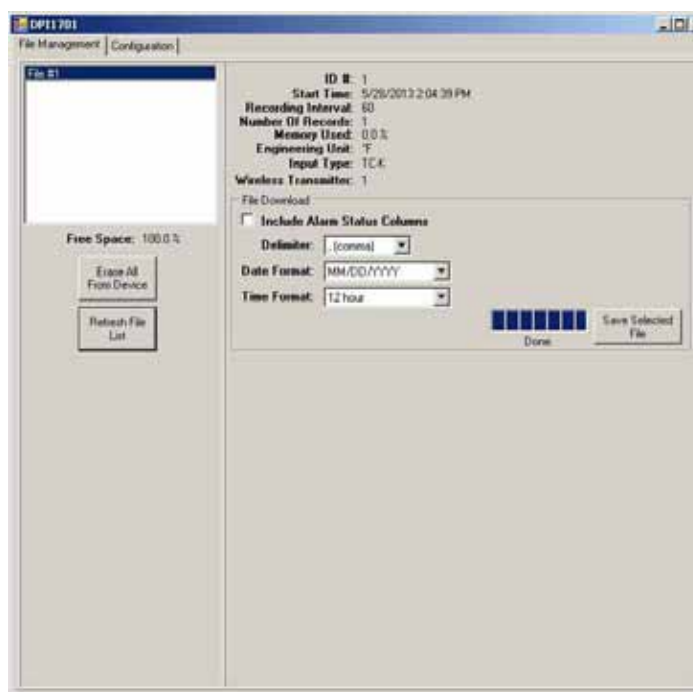 DPI1701
File Management Configuration
File #1
Free Space: 100.0 %
Erase All
From Device
Refresh File
List
ID #: 1
Start Time: 5/28/2013 2:04:39 PM
Recording Interval: 60
Number Of Records: 1
Memory Used: 0.0 %
Engineering Unit: °F
Input Type: TC K
Wireless Transmitter: 1
File Download
Include Alarm Status Columns
Delimiter: , (comma)
Date Format: MM/DD/YYYY
Time Format: 12 hour
Done.
Save Selected
File